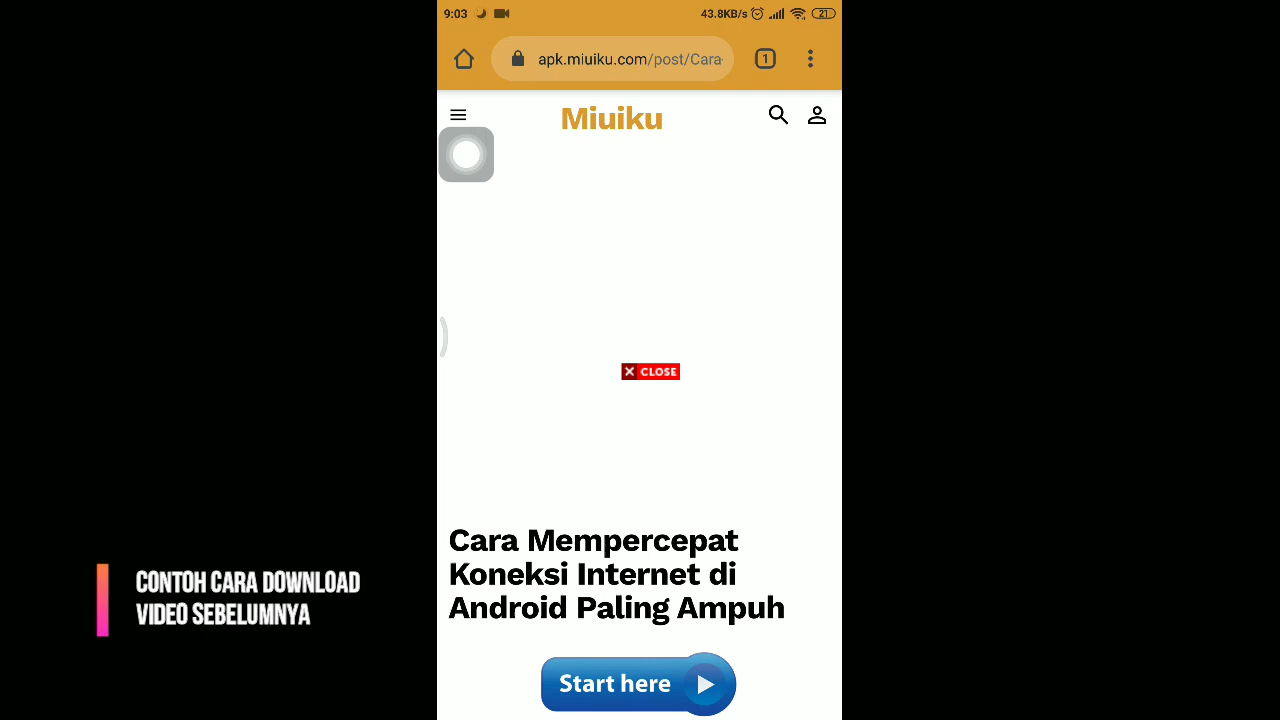 9:03
43.8KB/s
21
apk.miuiku.com/post/Cara-
1
Miuiku
CLOSE
Cara Mempercepat
Koneksi Internet di
Android Paling Ampuh
CONTOH CARA DOWNLOAD
VIDEO SEBELUMNYA
Start here